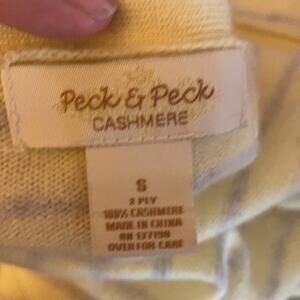 Peck & Peck
CASHMERE
S
2 PLY
100% CASHMERE
MADE IN CHINA
RN 137198
OVER FOR CARE